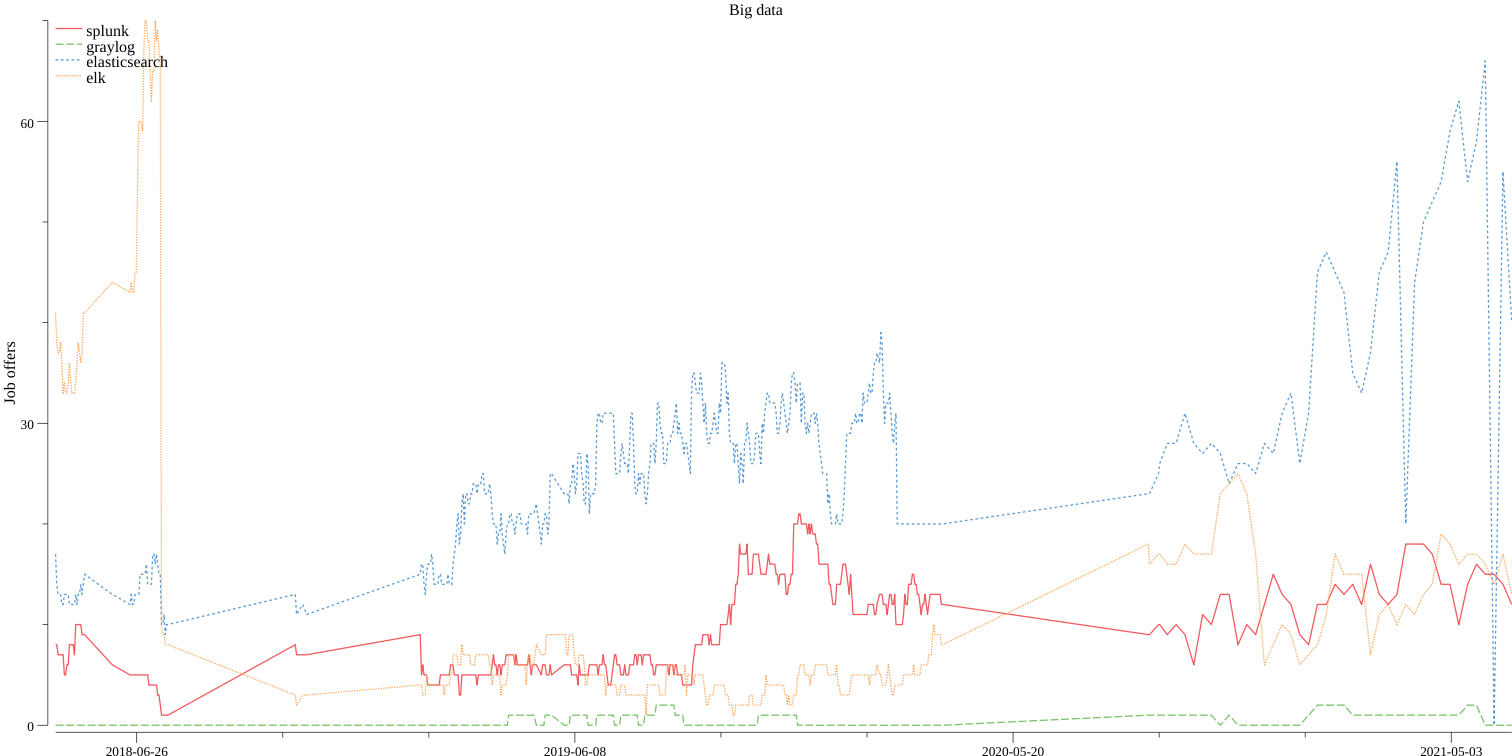 Big data
splunk
graylog
elasticsearch
elk
Job offers
60
30
0
2018-06-26
2019-06-08
2020-05-20
2021-05-03